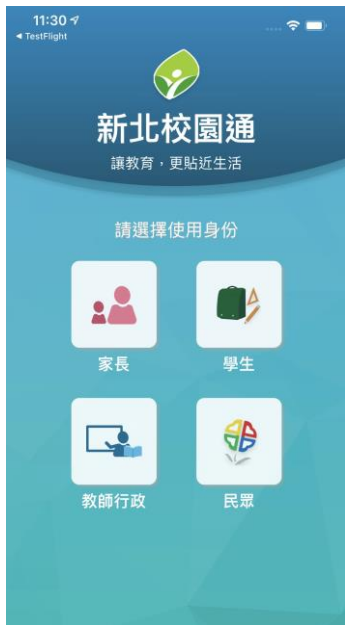 11:30
◀ TestFlight
新北校園通
讓教育，更貼近生活
請選擇使用身份
家長
學生
教師行政
民眾